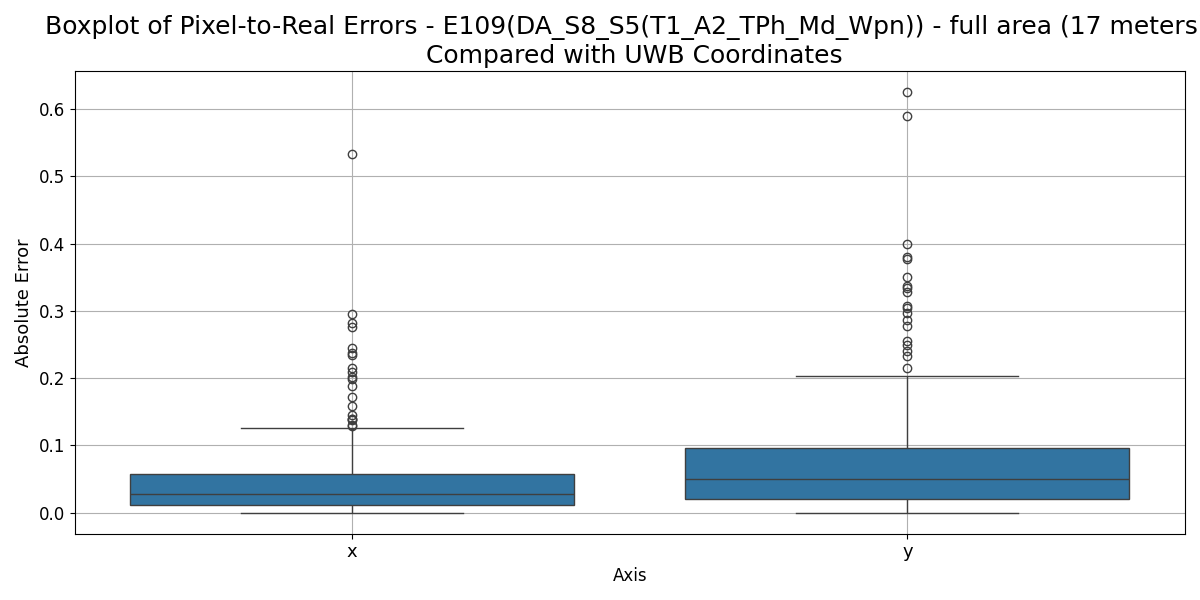 Boxplot of Pixel-to-Real Errors - E109(DA_S8_S5(T1_A2_TPh_Md_Wpn)) - full area (17 meters
Compared with UWB Coordinates
0.6
0.5
0.4
0.3
0.2
0.1
0.0
Absolute Error
x
y
Axis